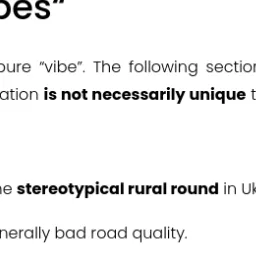 pes“
pure “vibe”. The following section
ation is not necessarily unique t
he stereotypical rural round in Uk
nerally bad road quality.